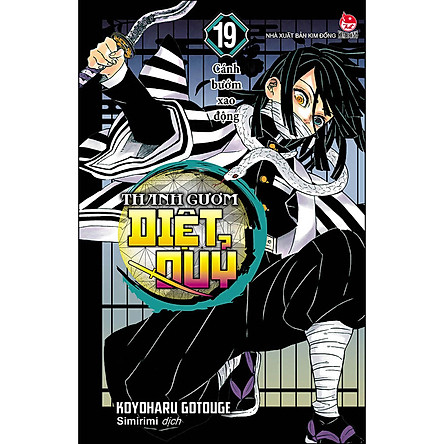 19
NHÀ XUẤT BẢN KIM ĐỒNG
Cánh
bướm
xao
động
THANH GƯƠM
DIỆT
QUỶ
KOYOHARU GOTOUGE
Simirimi dịch